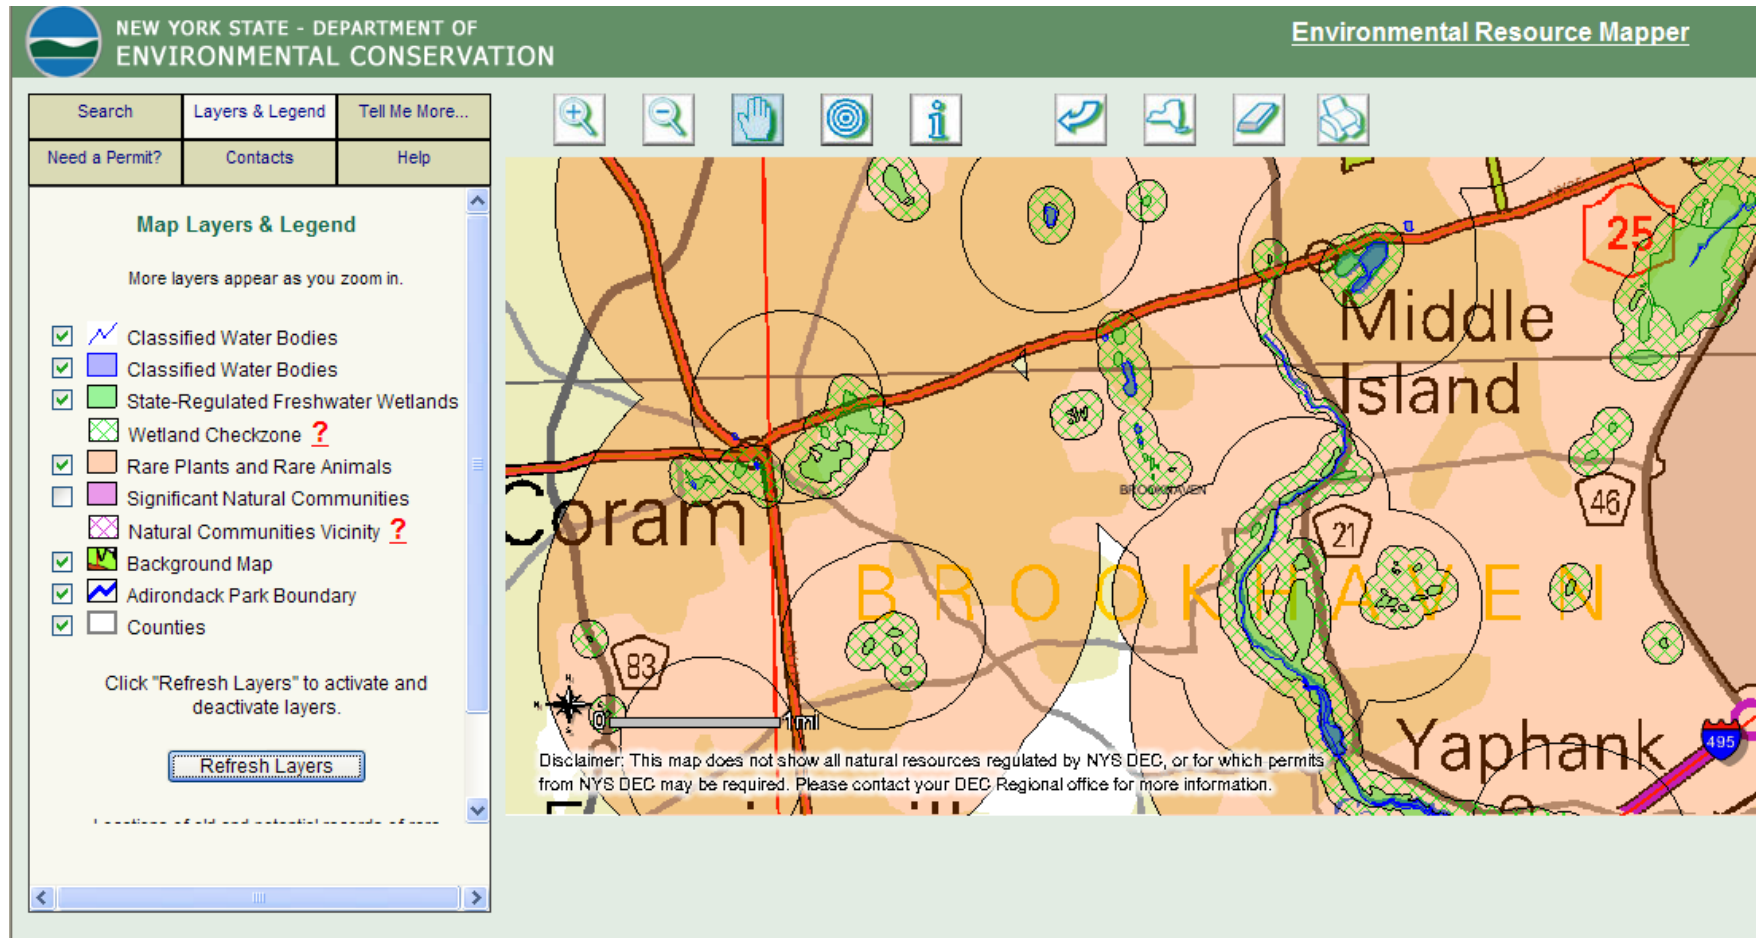 NEW YORK STATE - DEPARTMENT OF
ENVIRONMENTAL CONSERVATION
Environmental Resource Mapper
Search
Layers & Legend
Tell Me More...
Need a Permit?
Contacts
Help
Map Layers & Legend
More layers appear as you zoom in.
Classified Water Bodies
Classified Water Bodies
State-Regulated Freshwater Wetlands
Wetland Checkzone ?
Rare Plants and Rare Animals
Significant Natural Communities
Natural Communities Vicinity ?
Background Map
Adirondack Park Boundary
Counties
Click "Refresh Layers" to activate and
deactivate layers.
Refresh Layers
25
Middle
Island
Coram
BROOKHAVEN
46
21
BROOKHAVEN
83
0
1 mi
Yaphank
495
Disclaimer: This map does not show all natural resources regulated by NYS DEC, or for which permits
from NYS DEC may be required. Please contact your DEC Regional office for more information.